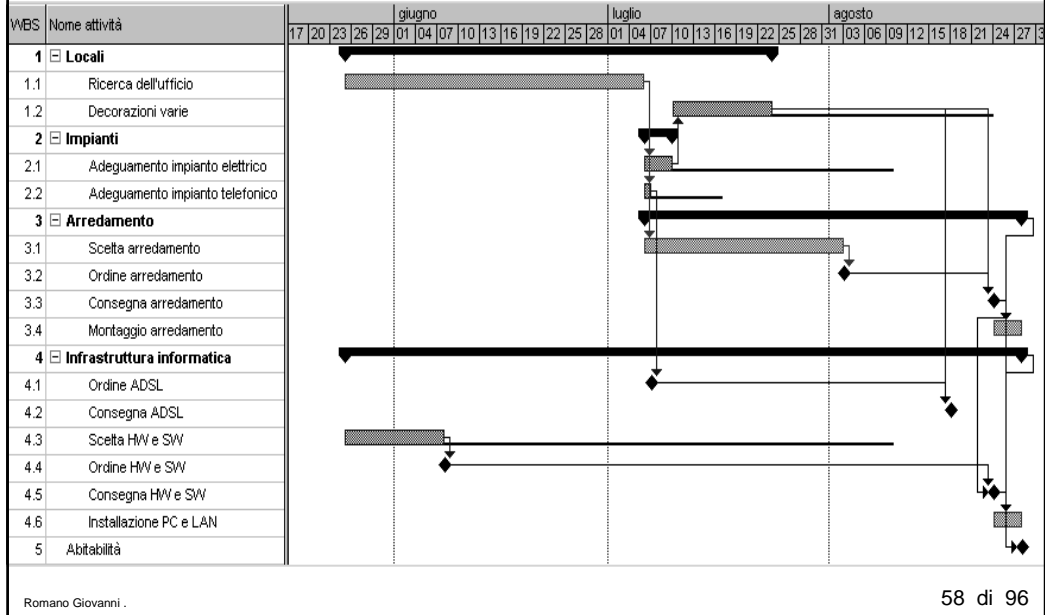 WBS Nome attività giugno luglio agosto
17 20 23 26 29 01 04 07 10 13 16 19 22 25 28 01 04 07 10 13 16 19 22 25 28 31 03 06 09 12 15 18 21 24 27 3
1 Locali
1.1 Ricerca dell'ufficio
1.2 Decorazioni varie
2 Impianti
2.1 Adeguamento impianto elettrico
2.2 Adeguamento impianto telefonico
3 Arredamento
3.1 Scelta arredamento
3.2 Ordine arredamento
3.3 Consegna arredamento
3.4 Montaggio arredamento
4 Infrastruttura informatica
4.1 Ordine ADSL
4.2 Consegna ADSL
4.3 Scelta HW e SW
4.4 Ordine HW e SW
4.5 Consegna HW e SW
4.6 Installazione PC e LAN
5 Abitabilità
Romano Giovanni . 58 di 96